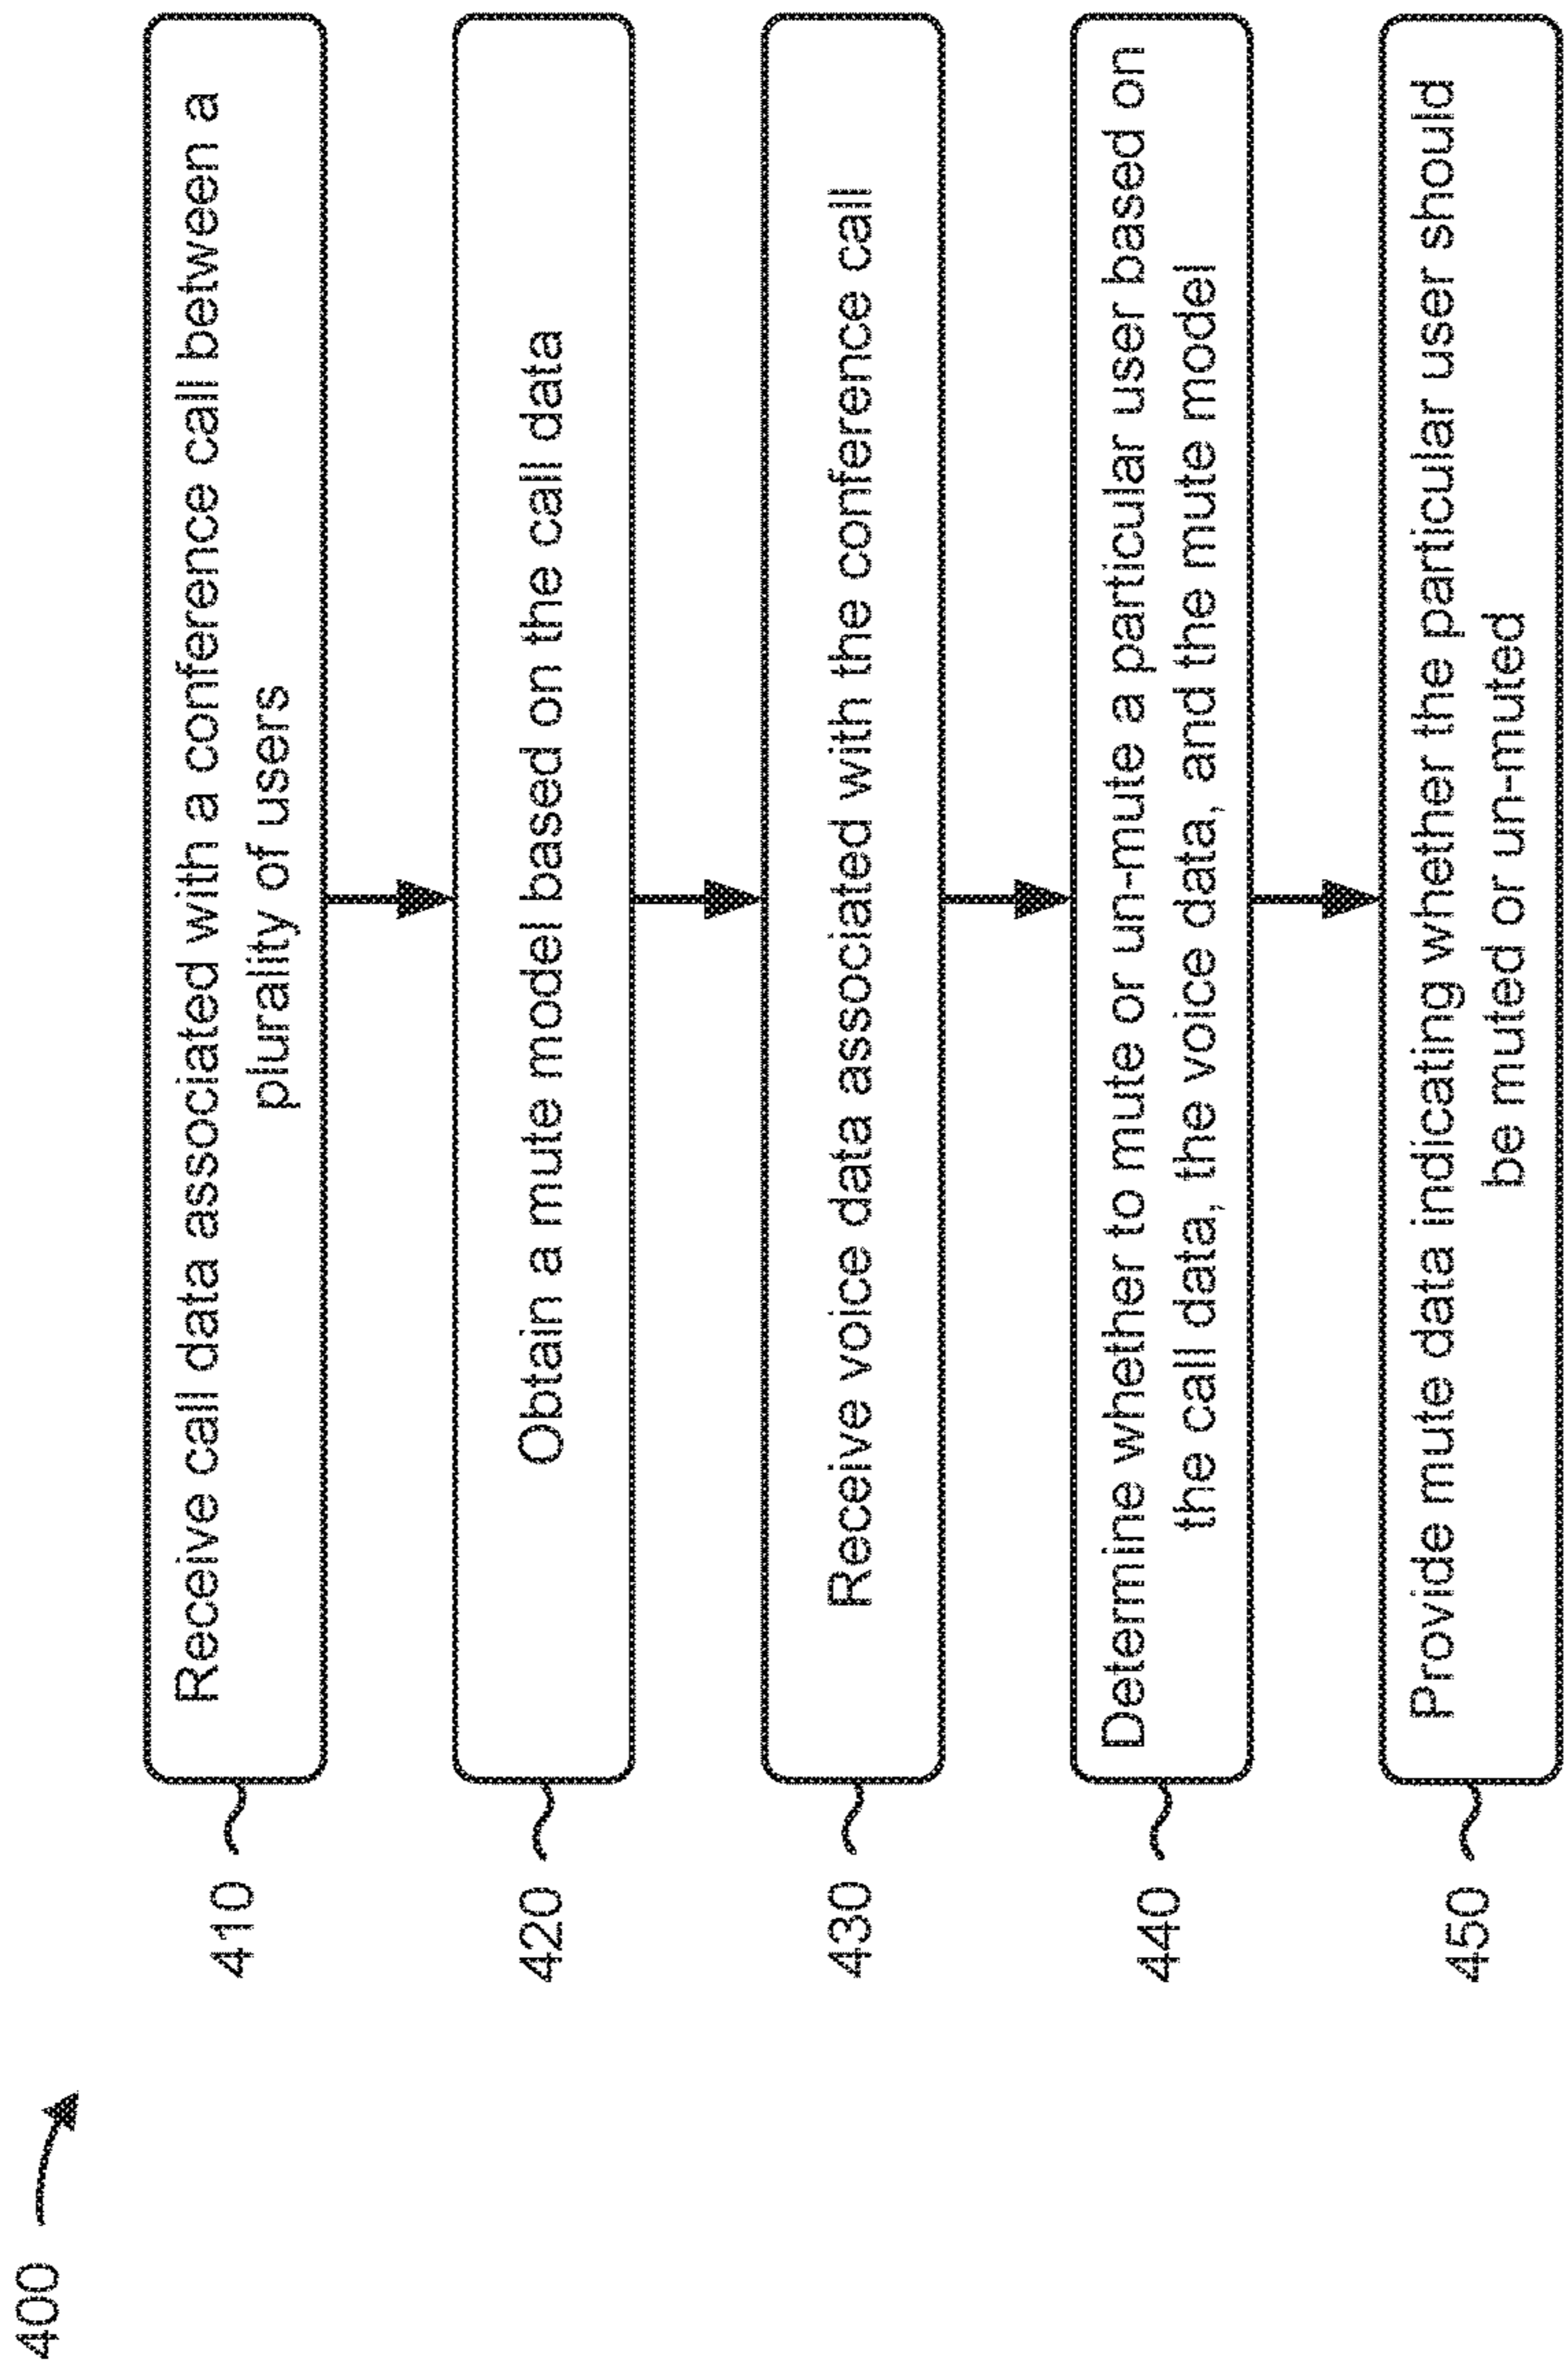 400
410
Receive call data associated with a conference call between a
plurality of users
420
Obtain a mute model based on the call data
430
Receive voice data associated with the conference call
440
Determine whether to mute or un-mute a particular user based on
the call data, the voice data, and the mute model
450
Provide mute data indicating whether the particular user should
be muted or un-muted